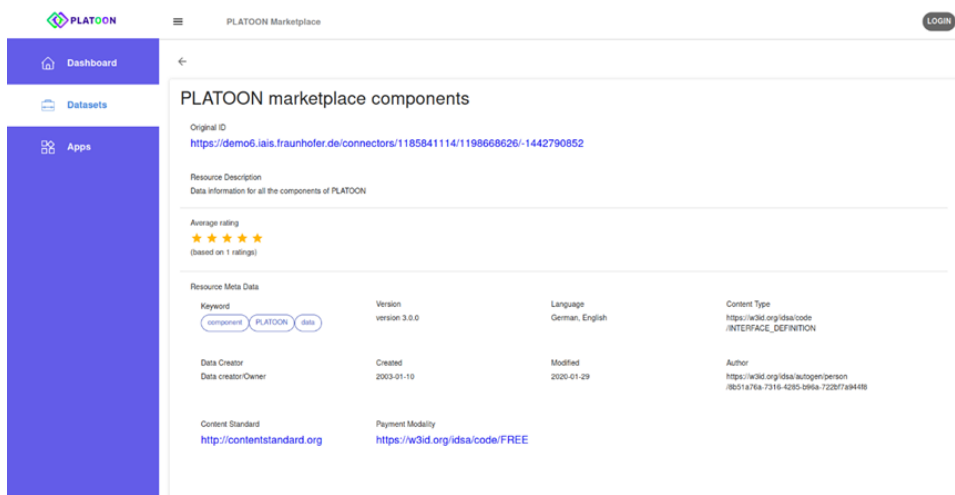 PLATOON
PLATOON Marketplace
LOGIN
Dashboard
Datasets
Apps
PLATOON marketplace components
Original ID
https://demo6.iais.fraunhofer.de/connectors/1185841114/1198668626/-1442790852
Resource Description
Data information for all the components of PLATOON
Average rating
(based on 1 ratings)
Resource Meta Data
Keyword
component PLATOON data
Version
version 3.0.0
Language
German, English
Content Type
https://w3id.org/idsa/code
/INTERFACE_DEFINITION
Data Creator
Data creator/Owner
Created
2003-01-10
Modified
2020-01-29
Author
https://w3id.org/idsa/autogen/person
/8b51a76a-7316-4285-b96a-722bf7a944f8
Content Standard
http://contentstandard.org
Payment Modality
https://w3id.org/idsa/code/FREE